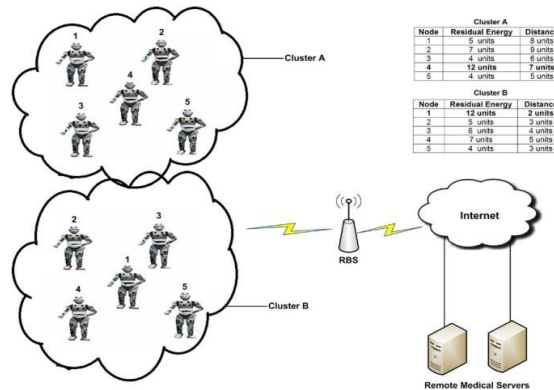 1
2
Cluster A
4
3
5
2
3
1
4
5
Cluster B
RBS
Internet
Remote Medical Servers
Cluster A
Node Residual Energy Distance
1 5 units 8 units
2 7 units 9 units
3 4 units 6 units
4 12 units 7 units
5 4 units 5 units
Cluster B
Node Residual Energy Distance
1 12 units 2 units
2 5 units 3 units
3 6 units 4 units
4 7 units 5 units
5 4 units 3 units